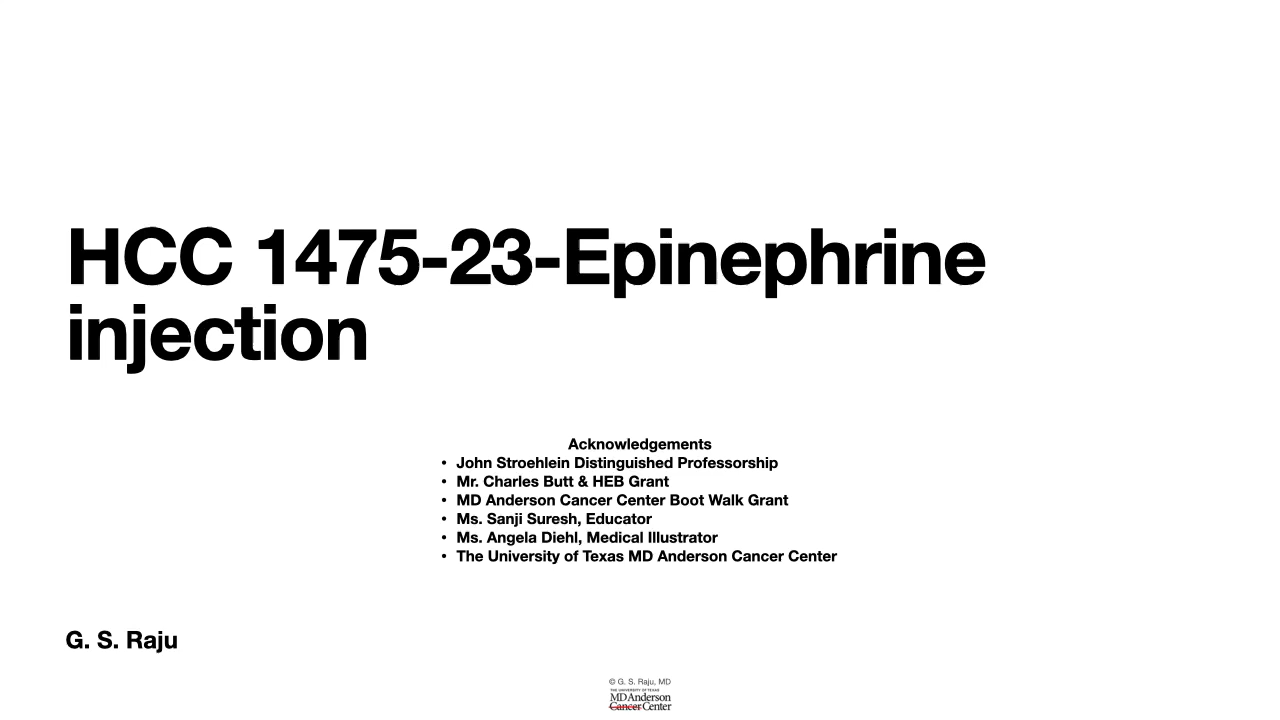 HCC 1475-23-Epinephrine
injection
Acknowledgements
• John Stroehlein Distinguished Professorship
• Mr. Charles Butt & HEB Grant
• MD Anderson Cancer Center Boot Walk Grant
• Ms. Sanji Suresh, Educator
• Ms. Angela Diehl, Medical Illustrator
• The University of Texas MD Anderson Cancer Center
G. S. Raju
© G. S. Raju, MD
THE UNIVERSITY OF TEXAS
MD Anderson
Cancer Center